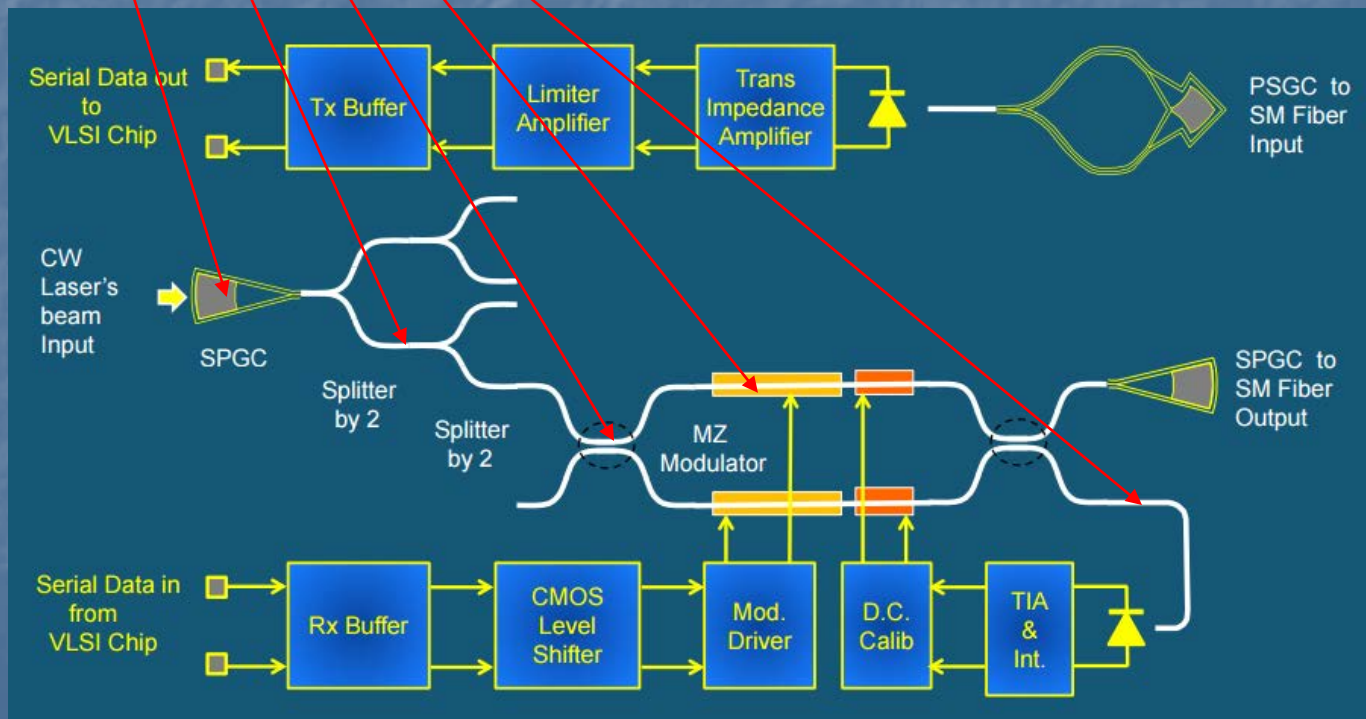 Serial Data out
to
VLSI Chip
Tx Buffer
Limiter
Amplifier
Trans
Impedance
Amplifier
PSGC to
SM Fiber
Input
CW
Laser's
beam
Input
SPGC
Splitter
by 2
Splitter
by 2
MZ
Modulator
SPGC to
SM Fiber
Output
Serial Data in
from
VLSI Chip
Rx Buffer
CMOS
Level
Shifter
Mod.
Driver
D.C.
Calib
TIA
&
Int.